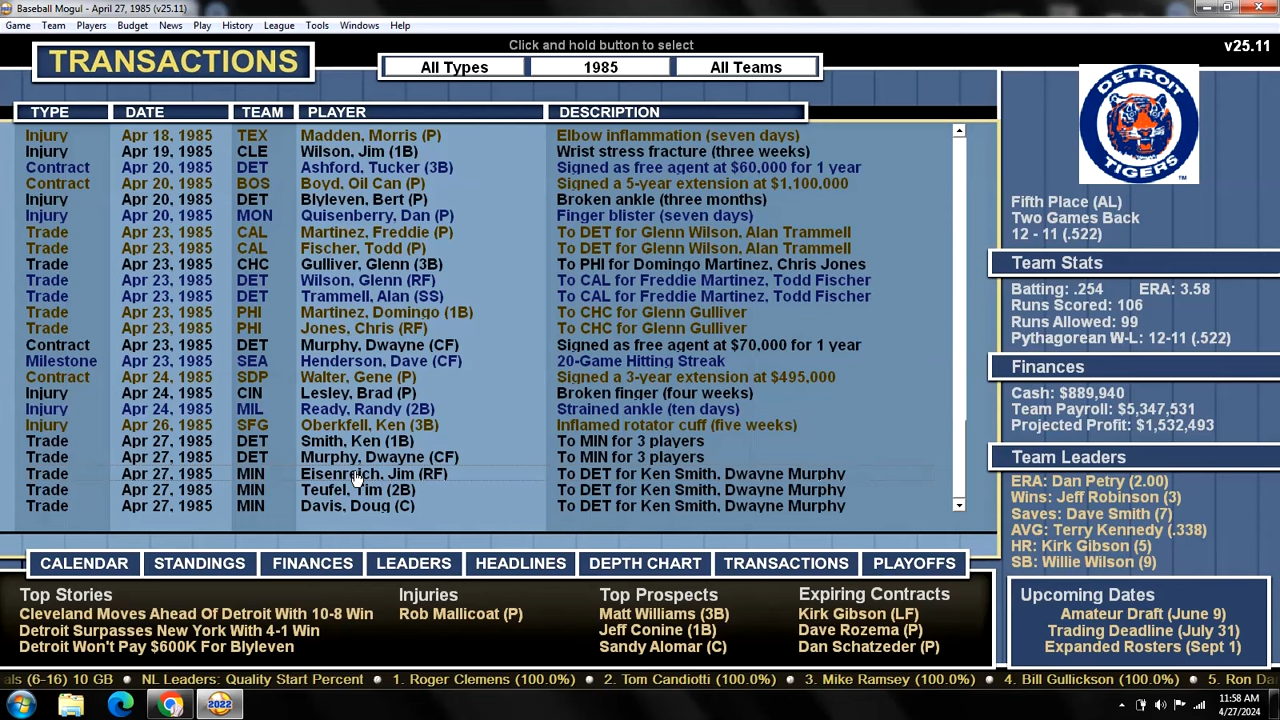 Baseball Mogul - April 27, 1985 (v25.11)
Game Team Players Budget News Play History League Tools Windows Help
Click and hold button to select
v25.11
TRANSACTIONS
All Types 1985 All Teams
TYPE DATE TEAM PLAYER DESCRIPTION
Injury Apr 18, 1985 TEX Madden, Morris (P) Elbow inflammation (seven days)
Injury Apr 19, 1985 CLE Wilson, Jim (1B) Wrist stress fracture (three weeks)
Contract Apr 20, 1985 DET Ashford, Tucker (3B) Signed as free agent at $60,000 for 1 year
Contract Apr 20, 1985 BOS Boyd, Oil Can (P) Signed a 5-year extension at $1,100,000
Injury Apr 20, 1985 DET Blyleven, Bert (P) Broken ankle (three months)
Injury Apr 20, 1985 MON Quisenberry, Dan (P) Finger blister (seven days)
Trade Apr 23, 1985 CAL Martinez, Freddie (P) To DET for Glenn Wilson, Alan Trammell
Trade Apr 23, 1985 CAL Fischer, Todd (P) To DET for Glenn Wilson, Alan Trammell
Trade Apr 23, 1985 CHC Gulliver, Glenn (3B) To PHI for Domingo Martinez, Chris Jones
Trade Apr 23, 1985 DET Wilson, Glenn (RF) To CAL for Freddie Martinez, Todd Fischer
Trade Apr 23, 1985 DET Trammell, Alan (SS) To CAL for Freddie Martinez, Todd Fischer
Trade Apr 23, 1985 PHI Martinez, Domingo (1B) To CHC for Glenn Gulliver
Trade Apr 23, 1985 PHI Jones, Chris (RF) To CHC for Glenn Gulliver
Contract Apr 23, 1985 DET Murphy, Dwayne (CF) Signed as free agent at $70,000 for 1 year
Milestone Apr 23, 1985 SEA Henderson, Dave (CF) 20-Game Hitting Streak
Contract Apr 24, 1985 SDP Walter, Gene (P) Signed a 3-year extension at $495,000
Injury Apr 24, 1985 CIN Lesley, Brad (P) Broken finger (four weeks)
Injury Apr 24, 1985 MIL Ready, Randy (2B) Strained ankle (ten days)
Injury Apr 26, 1985 SFG Oberkfell, Ken (3B) Inflamed rotator cuff (five weeks)
Trade Apr 27, 1985 DET Smith, Ken (1B) To MIN for 3 players
Trade Apr 27, 1985 DET Murphy, Dwayne (CF) To MIN for 3 players
Trade Apr 27, 1985 MIN Eisenreich, Jim (RF) To DET for Ken Smith, Dwayne Murphy
Trade Apr 27, 1985 MIN Teufel, Tim (2B) To DET for Ken Smith, Dwayne Murphy
Trade Apr 27, 1985 MIN Davis, Doug (C) To DET for Ken Smith, Dwayne Murphy
DETROIT
TIGERS
Fifth Place (AL)
Two Games Back
12 - 11 (.522)
Team Stats
Batting: .254 ERA: 3.58
Runs Scored: 106
Runs Allowed: 99
Pythagorean W-L: 12-11 (.522)
Finances
Cash: $889,940
Team Payroll: $5,347,531
Projected Profit: $1,532,493
Team Leaders
ERA: Dan Petry (2.00)
Wins: Jeff Robinson (3)
Saves: Dave Smith (7)
AVG: Terry Kennedy (.338)
HR: Kirk Gibson (5)
SB: Willie Wilson (9)
CALENDAR STANDINGS FINANCES LEADERS HEADLINES DEPTH CHART TRANSACTIONS PLAYOFFS
Top Stories
Cleveland Moves Ahead Of Detroit With 10-8 Win
Detroit Surpasses New York With 4-1 Win
Detroit Won't Pay $600K For Blyleven
Injuries
Rob Mallicoat (P)
Top Prospects
Matt Williams (3B)
Jeff Conine (1B)
Sandy Alomar (C)
Expiring Contracts
Kirk Gibson (LF)
Dave Rozema (P)
Dan Schatzeder (P)
Upcoming Dates
Amateur Draft (June 9)
Trading Deadline (July 31)
Expanded Rosters (Sept 1)
als (6-16) 10 GB NL Leaders: Quality Start Percent 1. Roger Clemens (100.0%) 2. Tom Candiotti (100.0%) 3. Mike Ramsey (100.0%) 4. Bill Gullickson (100.0%) 5. Ron Da
2022
11:58 AM
4/27/2024